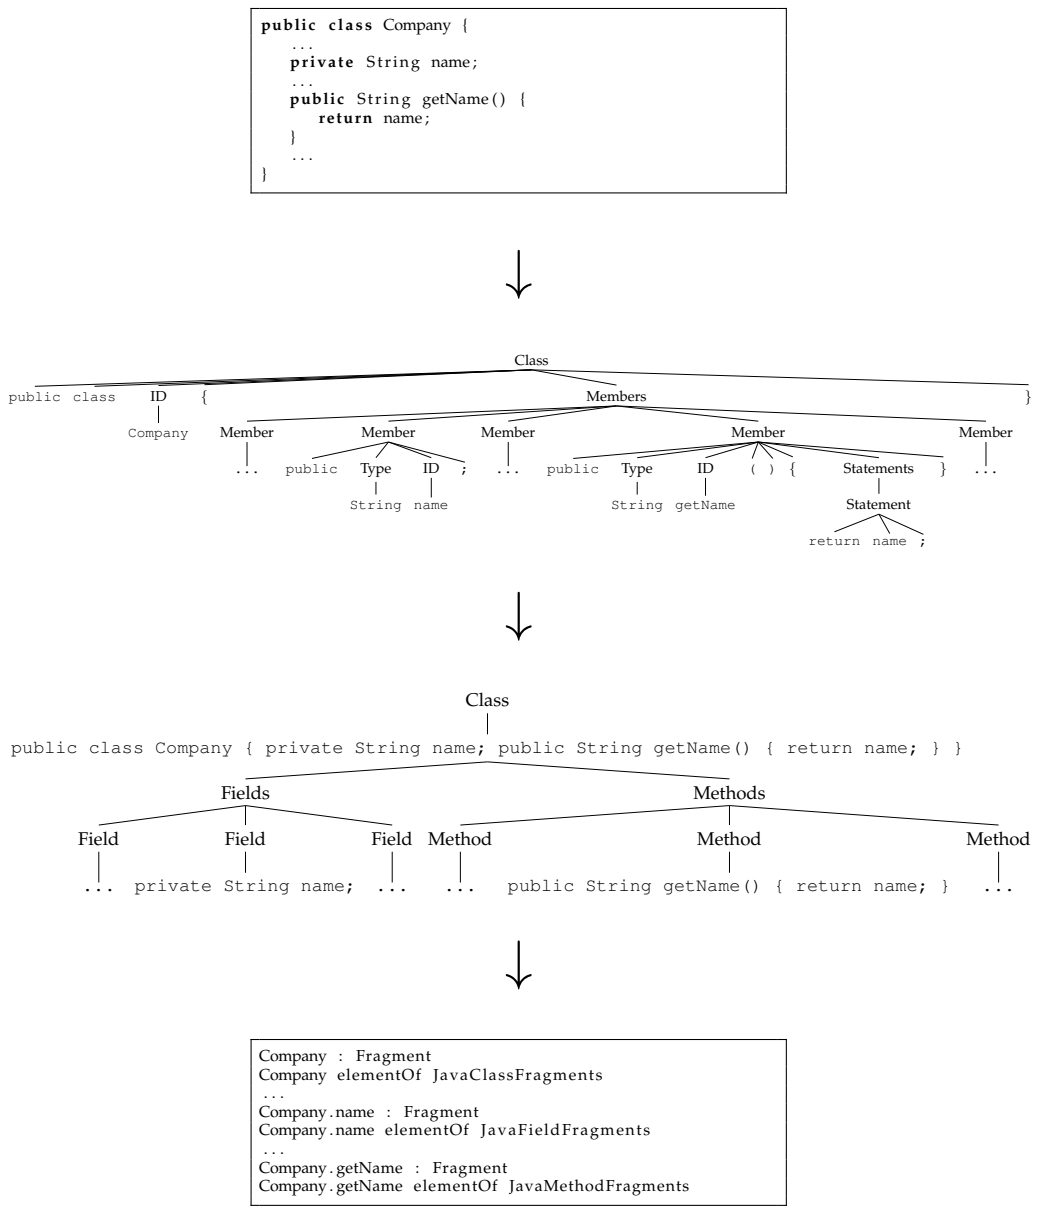 public class Company {
...
private String name;
...
public String getName() {
return name;
}
...
}
Class
public class ID { Members }
Company Member Member Member Member Member
... public Type ID ; ... public Type ID ( ) { Statements } ...
String name String getName Statement
return name ;
Class
public class Company { private String name; public String getName() { return name; } }
Fields Methods
Field Field Field Method Method Method
... private String name; ... ... public String getName() { return name; } ...
Company : Fragment
Company elementOf JavaClassFragments
...
Company.name : Fragment
Company.name elementOf JavaFieldFragments
...
Company.getName : Fragment
Company.getName elementOf JavaMethodFragments